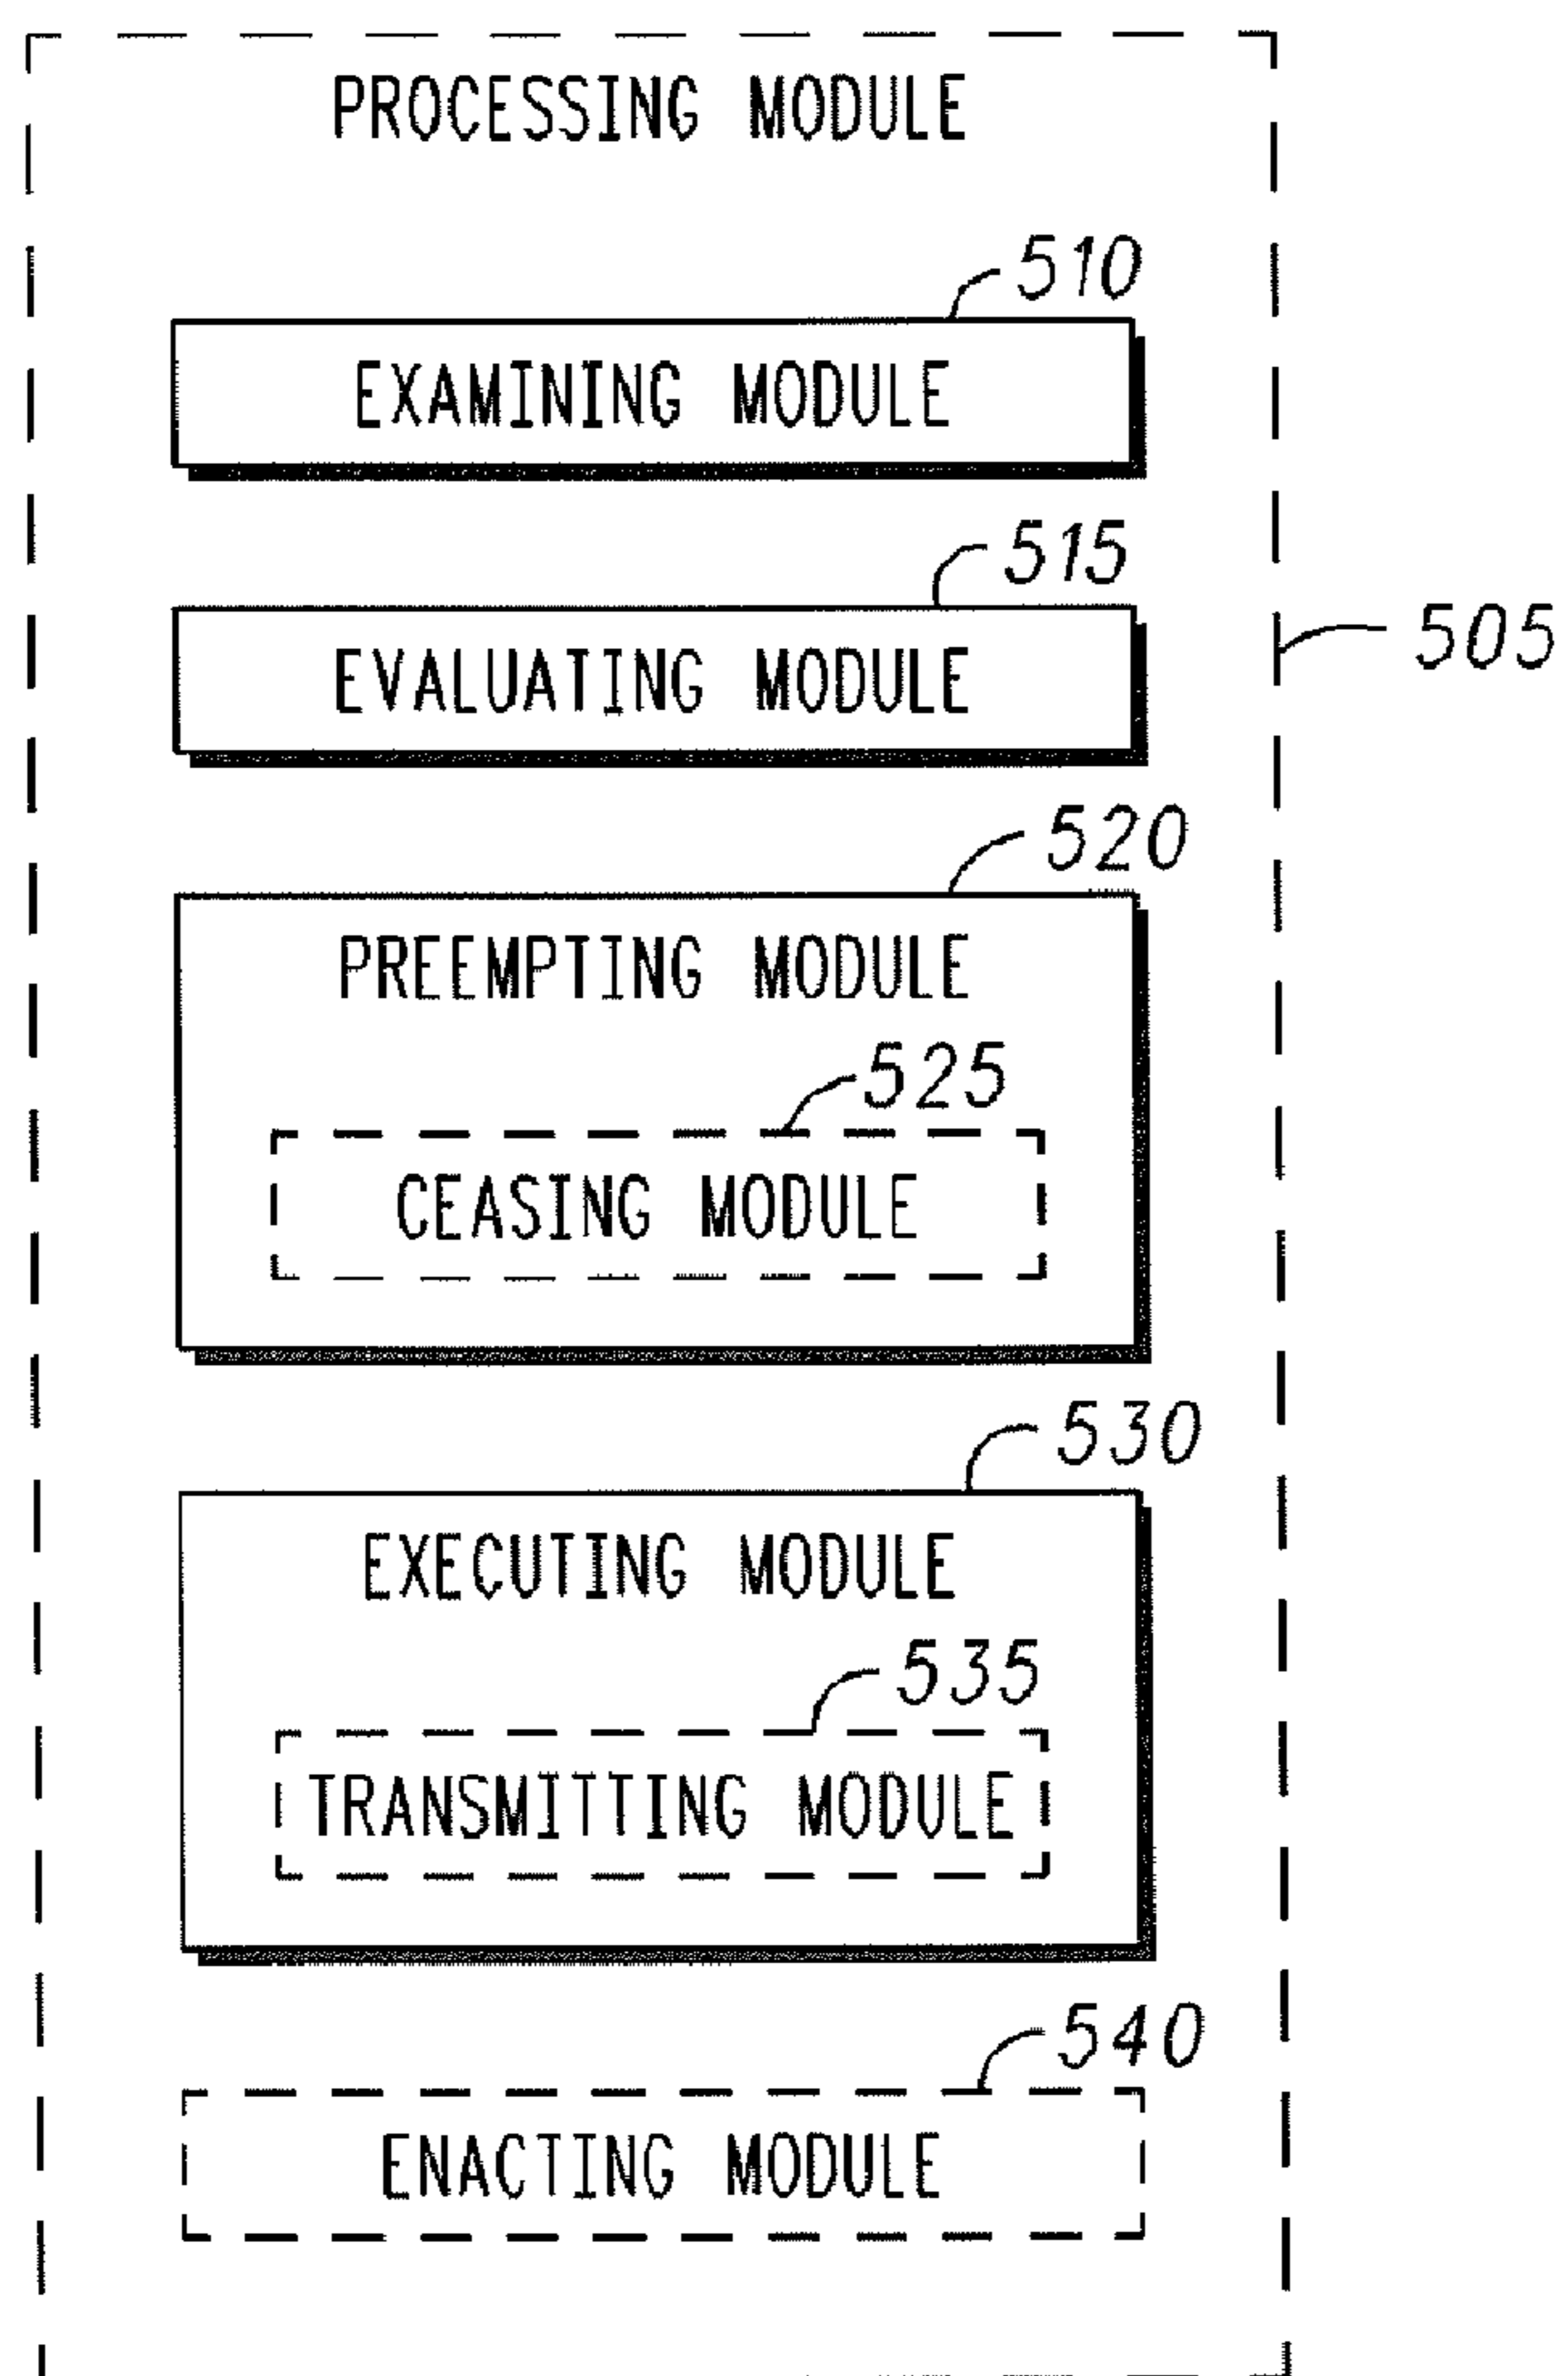 PROCESSING MODULE
510
EXAMINING MODULE
515
EVALUATING MODULE
505
520
PREEMPTING MODULE
525
CEASING MODULE
530
EXECUTING MODULE
535
TRANSMITTING MODULE
540
ENACTING MODULE